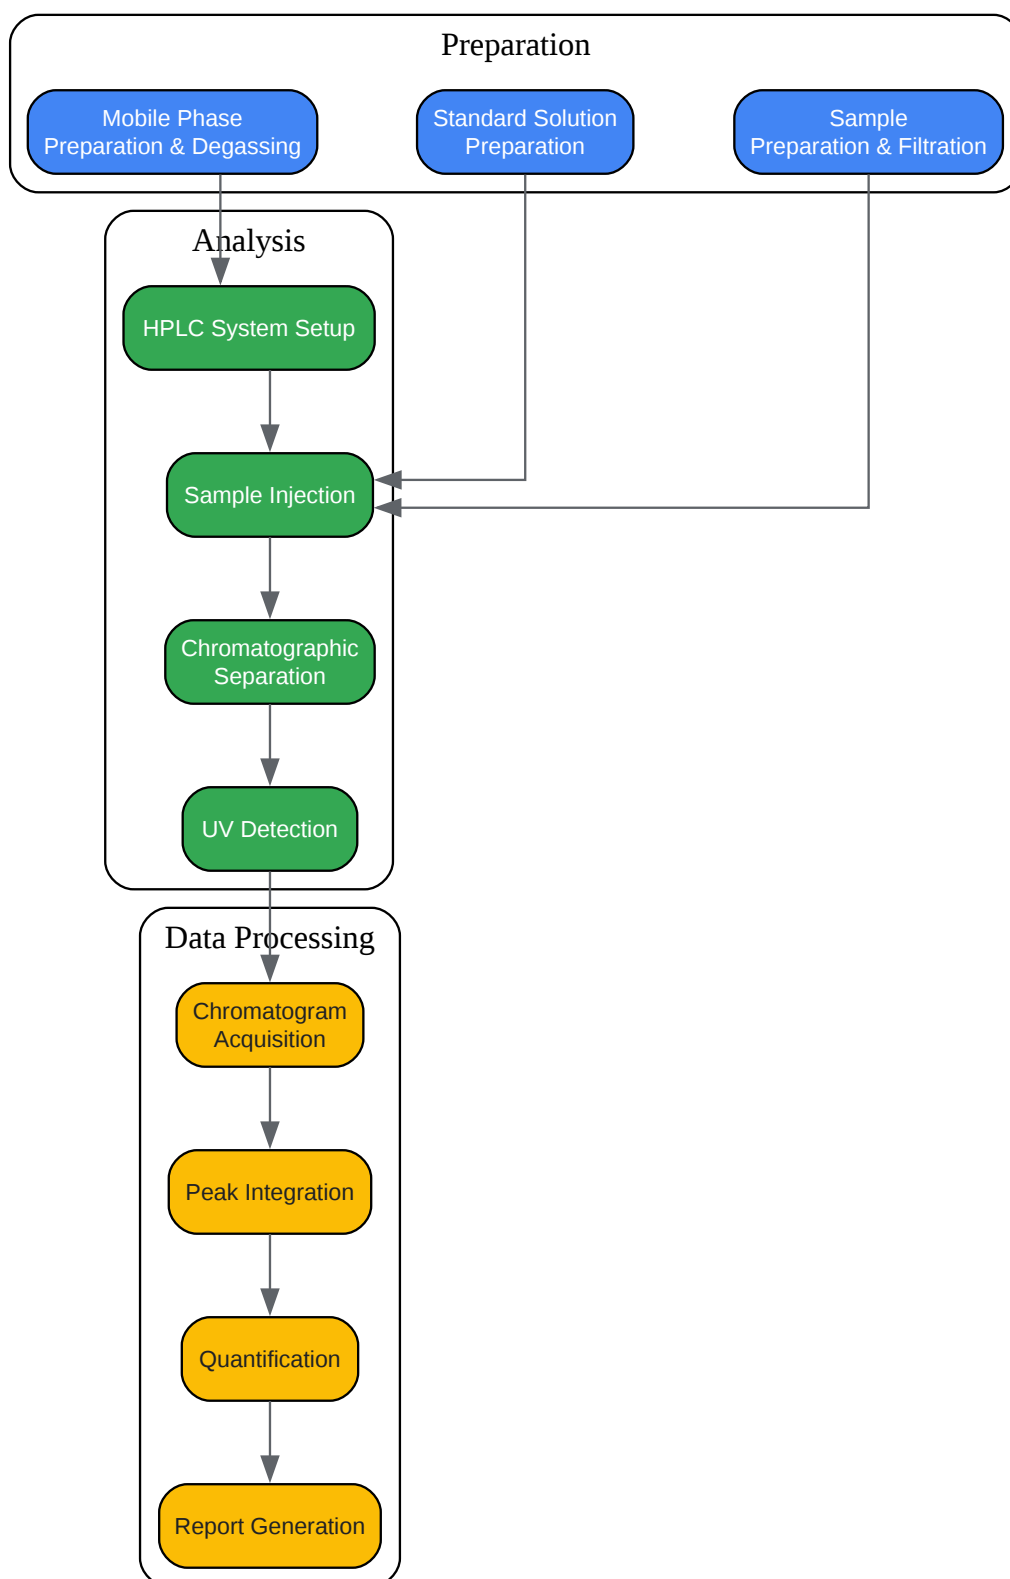 Preparation
Mobile Phase
Preparation & Degassing
Standard Solution
Preparation
Sample
Preparation & Filtration
Analysis
HPLC System Setup
Sample Injection
Chromatographic
Separation
UV Detection
Data Processing
Chromatogram
Acquisition
Peak Integration
Quantification
Report Generation